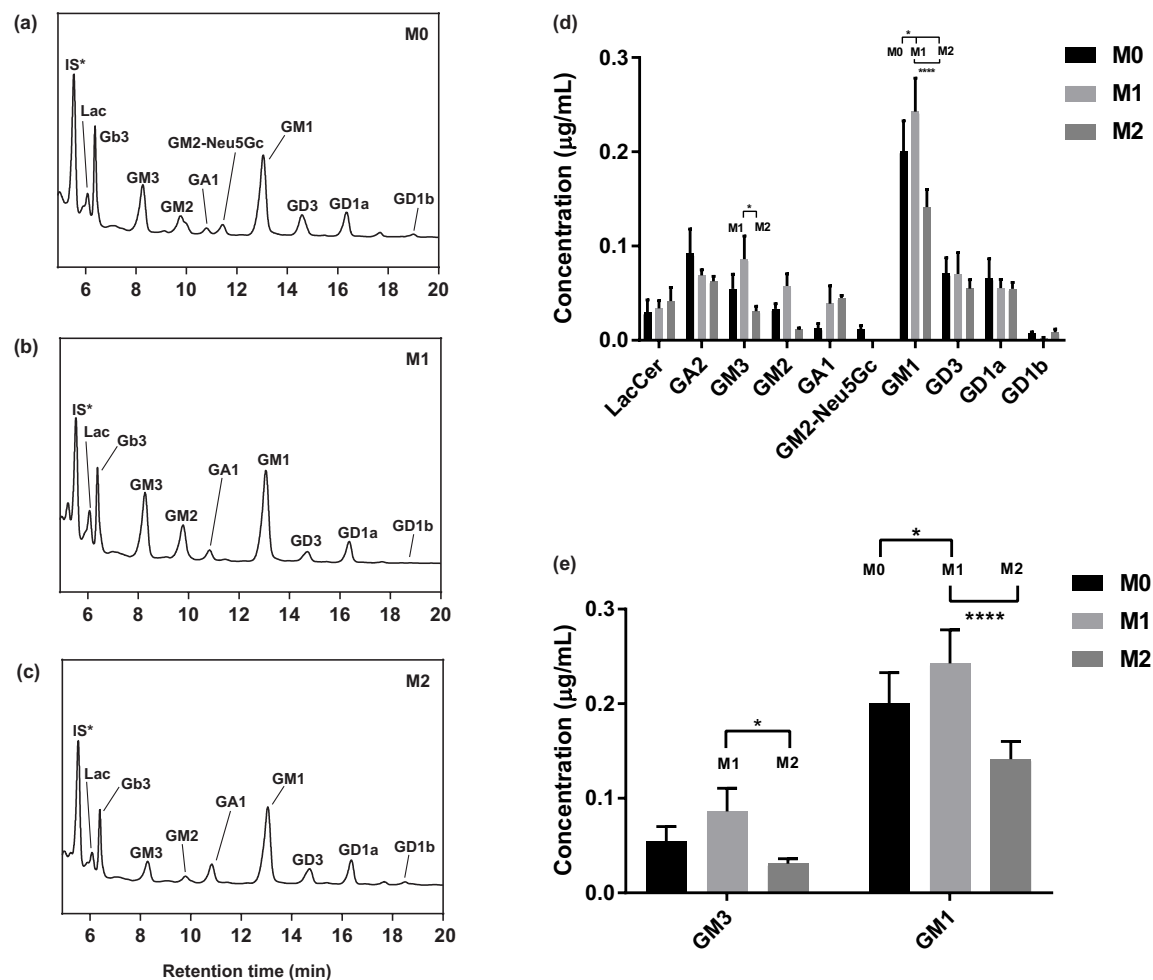 (a)
M0
IS*
Lac
Gb3
GM3
GM2
GA1
GM2-Neu5Gc
GM1
GD3
GD1a
GD1b
6 8 10 12 14 16 18 20
(b)
M1
IS*
Lac
Gb3
GM3
GM2
GA1
GM1
GD3
GD1a
GD1b
6 8 10 12 14 16 18 20
(c)
M2
IS*
Lac
Gb3
GM3
GM2
GA1
GM1
GD3
GD1a
GD1b
6 8 10 12 14 16 18 20
Retention time (min)
(d)
Concentration (µg/mL)
0.3
0.2
0.1
0.0
*
M1 M2
*
M0 M1 M2
****
LacCer
GA2
GM3
GM2
GA1
GM2-Neu5Gc
GM1
GD3
GD1a
GD1b
M0
M1
M2
(e)
Concentration (µg/mL)
0.3
0.2
0.1
0.0
*
M1 M2
*
M0 M1 M2
****
GM3
GM1
M0
M1
M2